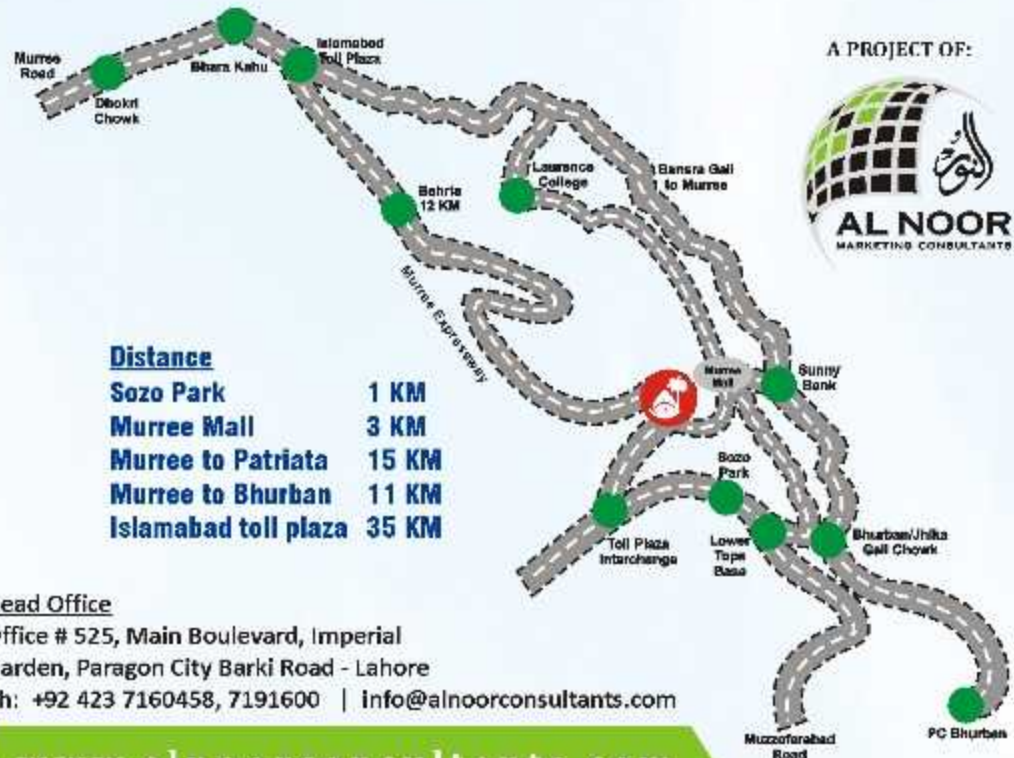 A PROJECT OF:
النور
AL NOOR
MARKETING CONSULTANTS
Murree
Road
Dhokri
Chowk
Bhara Kahu
Islamabad
Toll Plaza
Behria
12 KM
Laurence
College
Bansra Gali
to Murree
Murree Expressway
Murree
Mall
Sunny
Bank
Sozo
Park
Toll Plaza
Interchange
Lower
Topa
Base
Bhurban/Jhika
Gali Chowk
Muzzofarabad
Road
PC Bhurban
Distance
Sozo Park 1 KM
Murree Mall 3 KM
Murree to Patriata 15 KM
Murree to Bhurban 11 KM
Islamabad toll plaza 35 KM
ead Office
ffice # 525, Main Boulevard, Imperial
arden, Paragon City Barki Road - Lahore
h: +92 423 7160458, 7191600 | info@alnoorconsultants.com